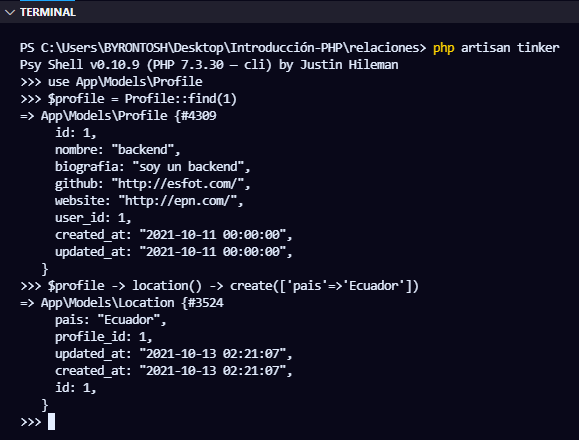 TERMINAL
PS C:\Users\BYRONTOSH\Desktop\Introducción-PHP\relaciones> php artisan tinker
Psy Shell v0.10.9 (PHP 7.3.30 — cli) by Justin Hileman
>>> use App\Models\Profile
>>> $profile = Profile::find(1)
=> App\Models\Profile {#4309
id: 1,
nombre: "backend",
biografia: "soy un backend",
github: "http://esfot.com/",
website: "http://epn.com/",
user_id: 1,
created_at: "2021-10-11 00:00:00",
updated_at: "2021-10-11 00:00:00",
}
>>> $profile -> location() -> create(['pais'=>'Ecuador'])
=> App\Models\Location {#3524
pais: "Ecuador",
profile_id: 1,
updated_at: "2021-10-13 02:21:07",
created_at: "2021-10-13 02:21:07",
id: 1,
}
>>>